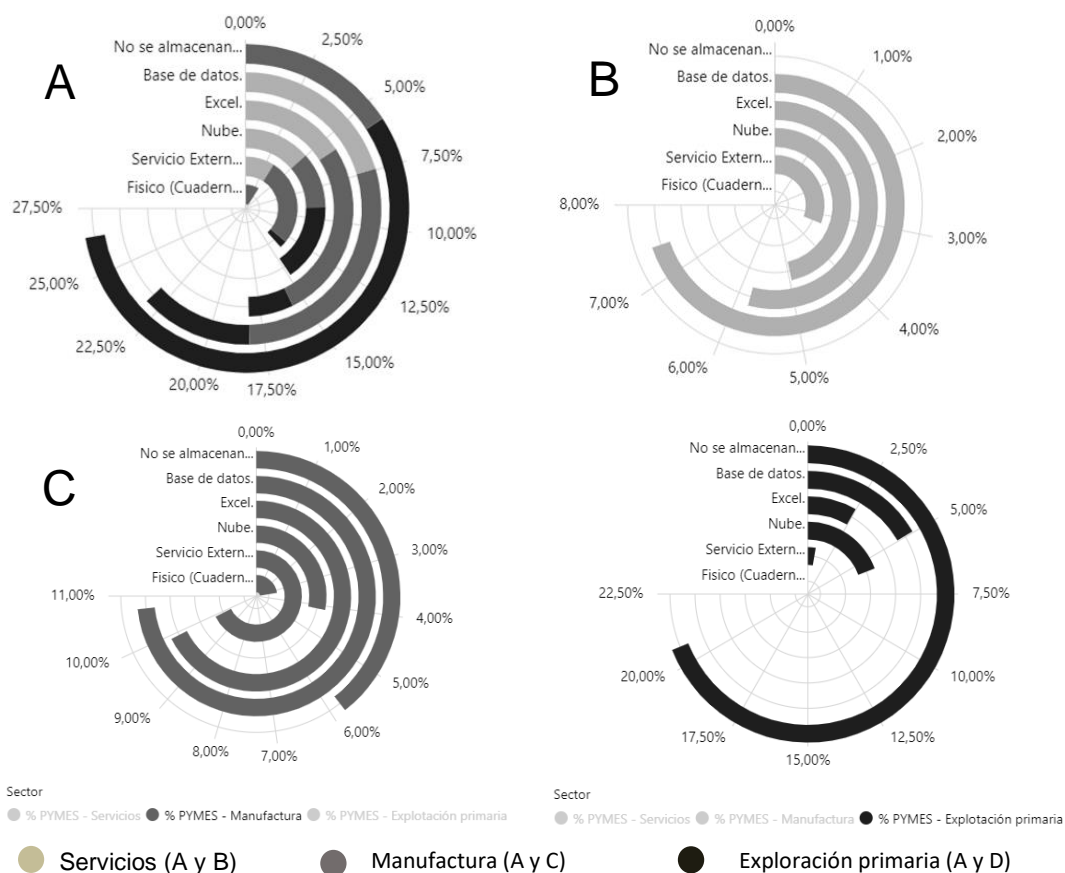 A
0,00%
2,50%
5,00%
7,50%
10,00%
12,50%
15,00%
17,50%
20,00%
22,50%
25,00%
27,50%
No se almacenan...
Base de datos.
Excel.
Nube.
Servicio Extern...
Fisico (Cuadern...
B
0,00%
1,00%
2,00%
3,00%
4,00%
5,00%
6,00%
7,00%
8,00%
No se almacenan...
Base de datos.
Excel.
Nube.
Servicio Extern...
Fisico (Cuadern...
C
0,00%
1,00%
2,00%
3,00%
4,00%
5,00%
6,00%
7,00%
8,00%
9,00%
10,00%
11,00%
No se almacenan...
Base de datos.
Excel.
Nube.
Servicio Extern...
Fisico (Cuadern...
0,00%
2,50%
5,00%
7,50%
10,00%
12,50%
15,00%
17,50%
20,00%
22,50%
No se almacenan...
Base de datos.
Excel.
Nube.
Servicio Extern...
Fisico (Cuadern...
Sector
% PYMES - Servicios % PYMES - Manufactura % PYMES - Explotación primaria
Sector
% PYMES - Servicios % PYMES - Manufactura % PYMES - Explotación primaria
Servicios (A y B) Manufactura (A y C) Exploración primaria (A y D)